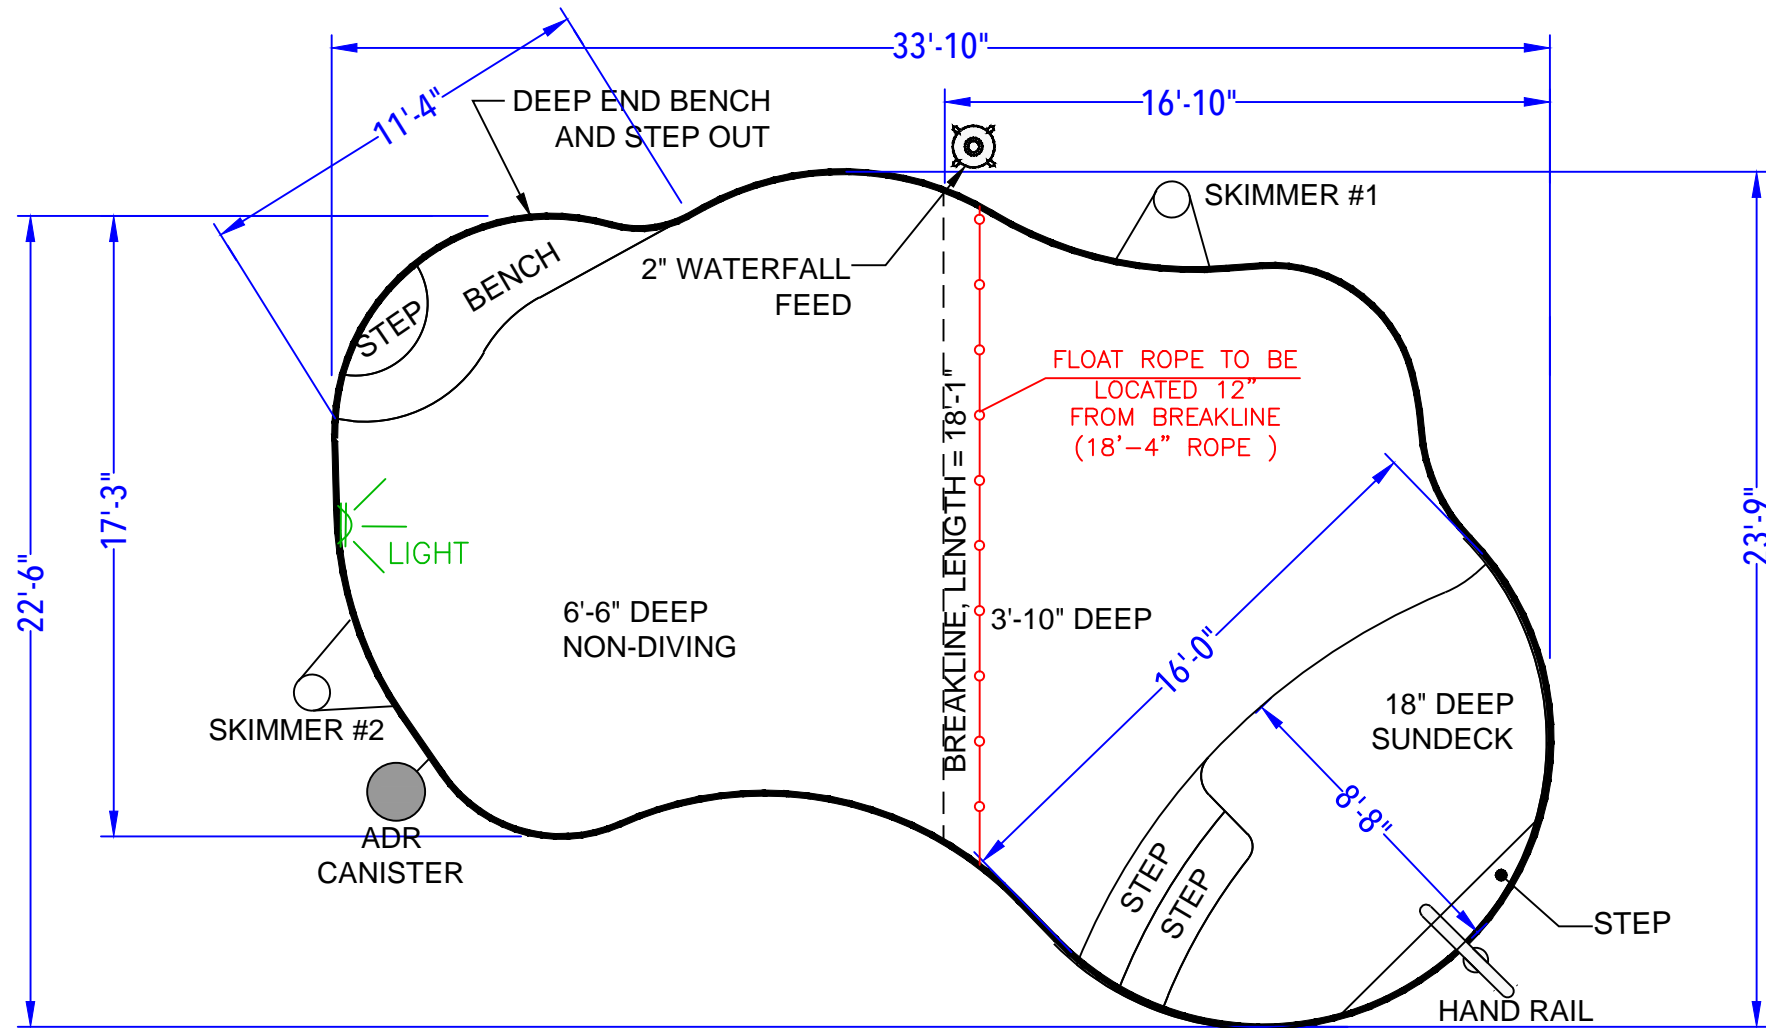 33'-10"
16'-10"
11'-4"
DEEP END BENCH
AND STEP OUT
SKIMMER #1
2" WATERFALL
FEED
BENCH
STEP
FLOAT ROPE TO BE
LOCATED 12"
FROM BREAKLINE
(18'-4" ROPE )
BREAKLINE, LENGTH = 18'-1"
17'-3"
22'-6"
23'-9"
LIGHT
6'-6" DEEP
NON-DIVING
3'-10" DEEP
16'-0"
18" DEEP
SUNDECK
SKIMMER #2
8'-8"
ADR
CANISTER
STEP
STEP
STEP
HAND RAIL